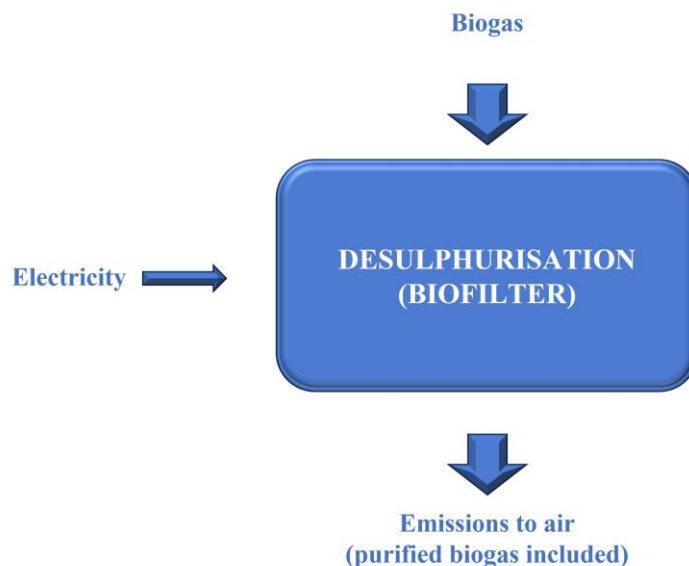 Biogas
DESULPHURISATION
(BIOFILTER)
Electricity
Emissions to air
(purified biogas included)